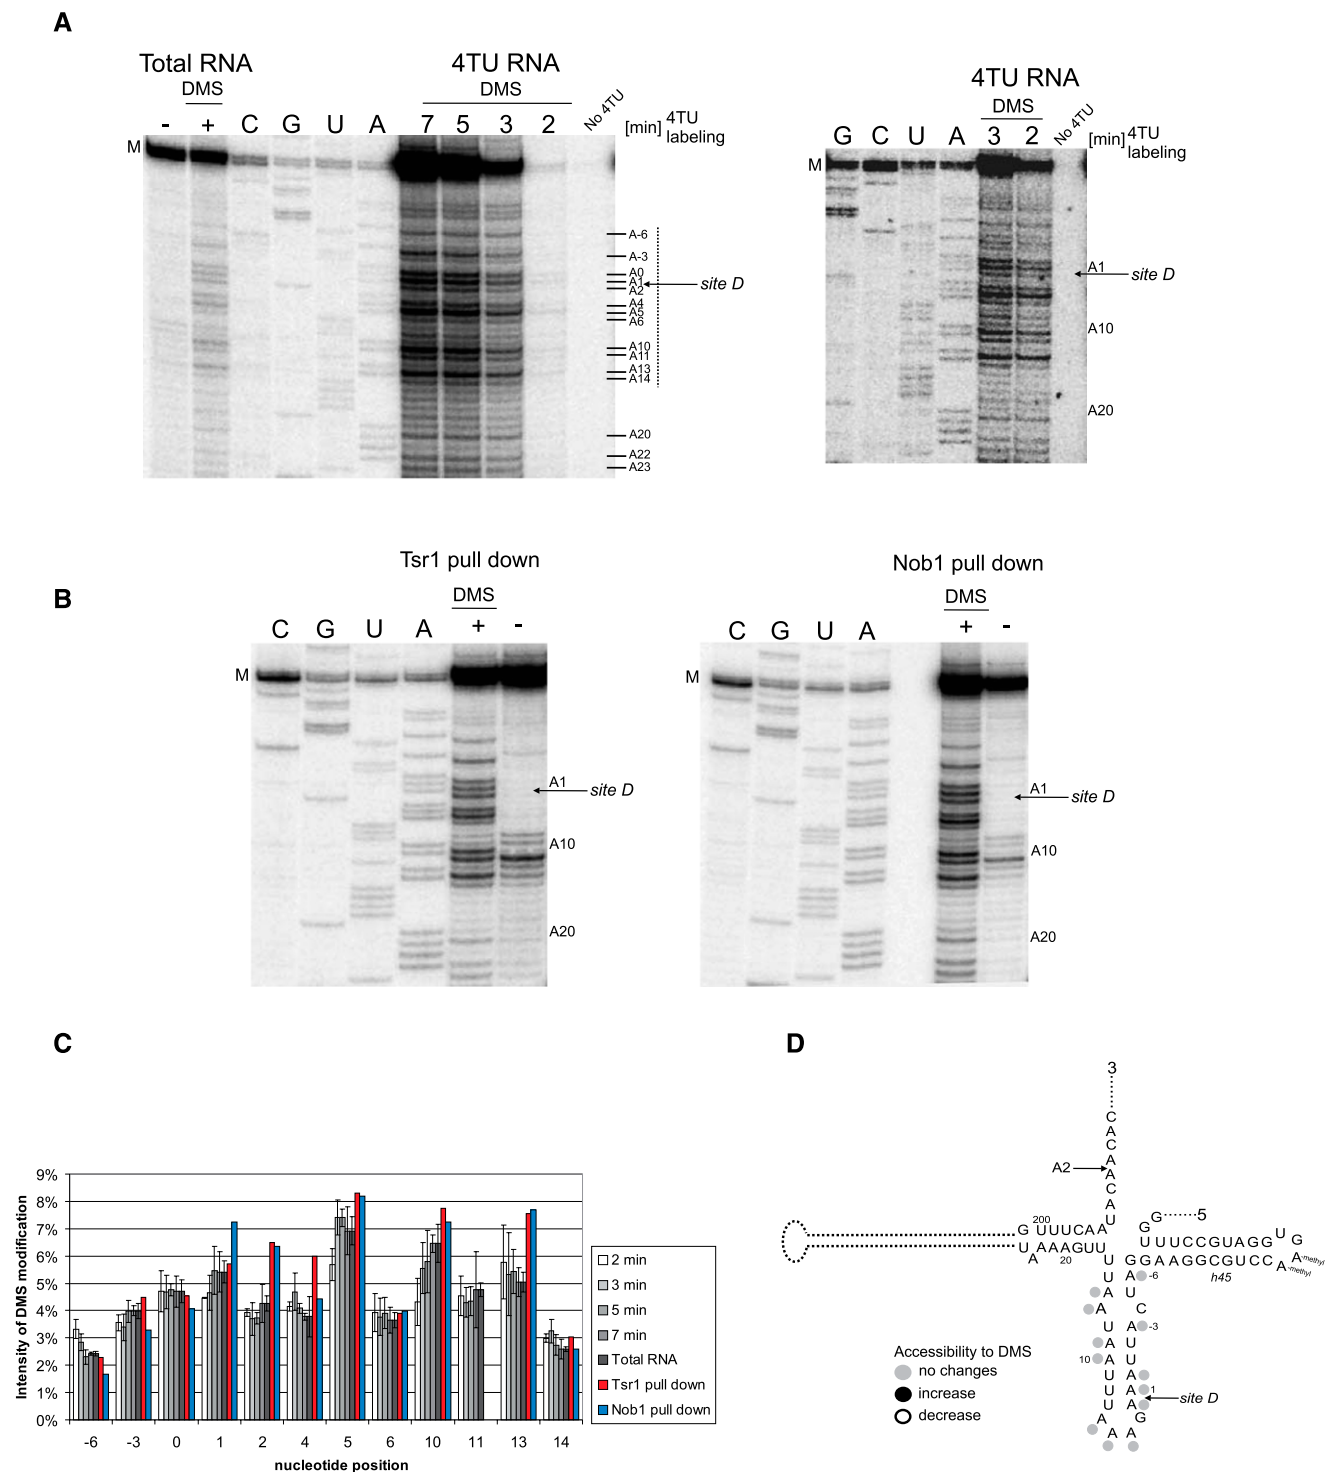 A
Total RNA
4TU RNA
DMS
DMS
- + C G U A 7 5 3 2 No 4TU [min] 4TU labeling
M
A-6
A-3
A0
A1
A2
site D
A4
A5
A6
A10
A11
A13
A14
A20
A22
A23
4TU RNA
DMS
G C U A 3 2 No 4TU [min] 4TU labeling
M
A1
site D
A10
A20
B
Tsr1 pull down
DMS
C G U A + -
M
A1
site D
A10
A20
Nob1 pull down
DMS
C G U A + -
M
A1
site D
A10
A20
C
Intensity of DMS modification
9%
8%
7%
6%
5%
4%
3%
2%
1%
0%
-6 -3 0 1 2 4 5 6 10 11 13 14
nucleotide position
2 min
3 min
5 min
7 min
Total RNA
Tsr1 pull down
Nob1 pull down
D
3
C
A
C
A
A2
A
C
A
U
200
G U U U C A A
U A A A G U U
A
20
G
G
5
U U U C C G U A G G
U
G
A -methyl
A -methyl
U G G A A G G C G U C C
h45
U
A
A
U
A
10
A
U
U
U
A
A
A
-6
U
C
A
-3
U
U
A
A
1
A
site D
G
A
Accessibility to DMS
no changes
increase
decrease